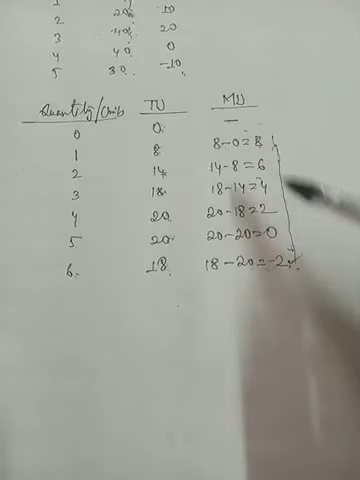 2 20 10
3 40 20
4 40 0
5 30 -10
Quantity/Units TU MU
0 0 —
1 8 8-0=8
2 14 14-8=6
3 18 18-14=4
4 20 20-18=2
5 20 20-20=0
6 18 18-20=-2